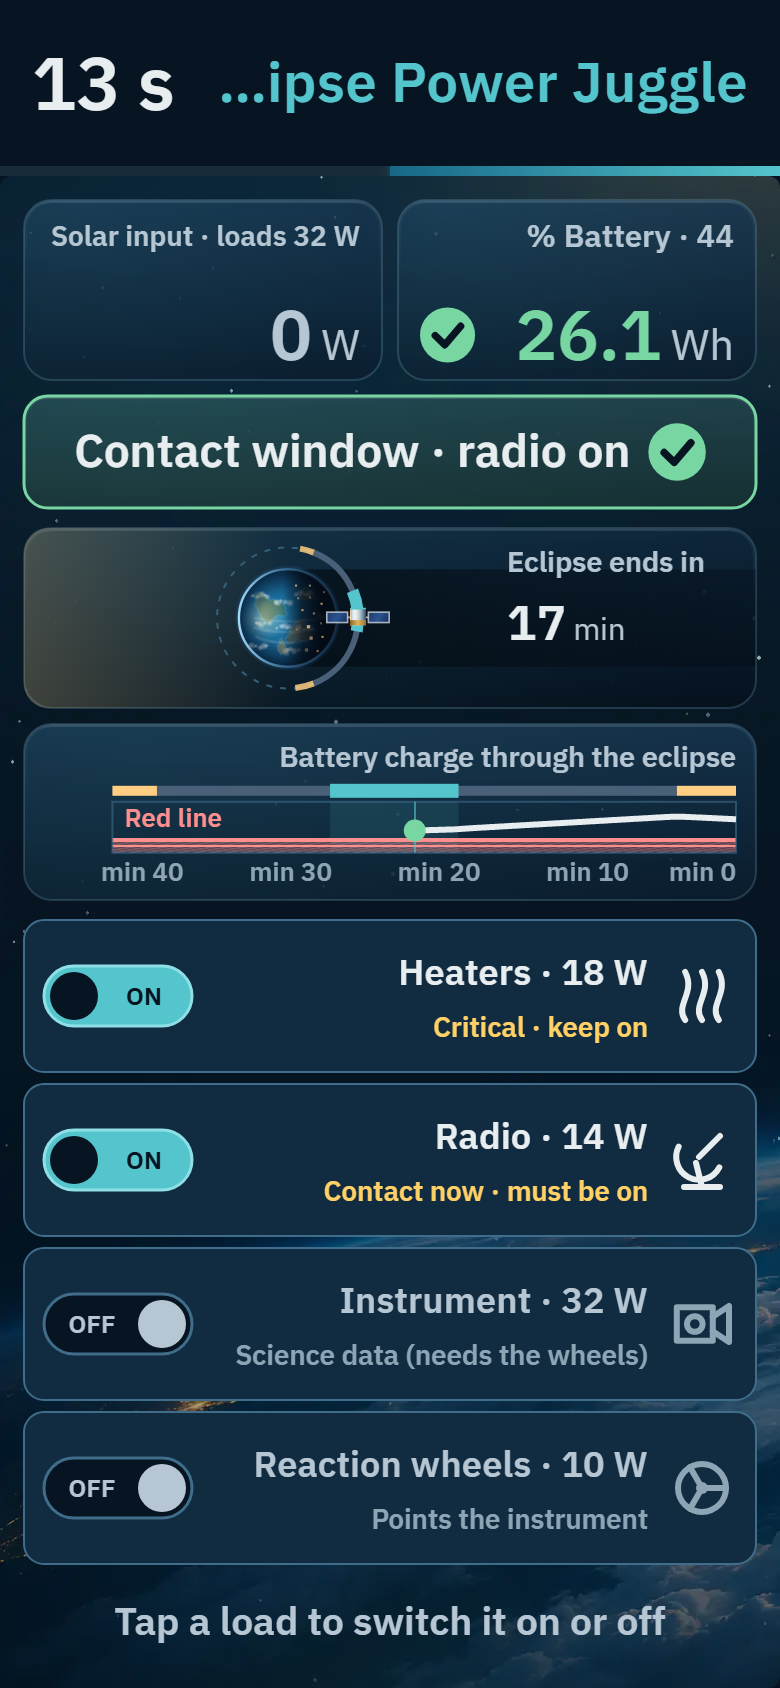 13 s
...ipse Power Juggle
Solar input · loads 32 W
0 W
% Battery · 44
26.1 Wh
Contact window · radio on
Eclipse ends in
17 min
Battery charge through the eclipse
Red line
min 40 min 30 min 20 min 10 min 0
Heaters · 18 W
ON
Critical · keep on
Radio · 14 W
ON
Contact now · must be on
Instrument · 32 W
OFF
Science data (needs the wheels)
Reaction wheels · 10 W
OFF
Points the instrument
Tap a load to switch it on or off